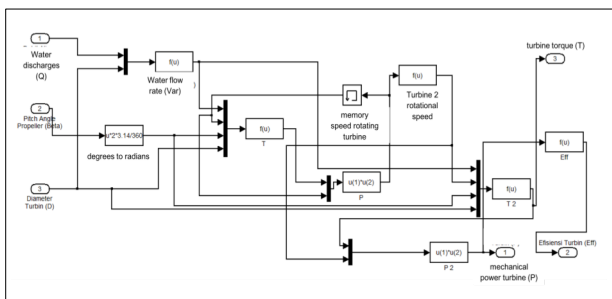 1
Water
discharges
(Q)
f(u)
Water flow
rate (Var)
)
2
Pitch Angle
Propeller (Beta)
u*2*3.14/360
degrees to radians
3
Diameter
Turbin (D)
f(u)
T
memory
speed rotating
turbine
f(u)
Turbine 2
rotational
speed
u(1)*u(2)
P
turbine torque (T)
3
f(u)
Eff
f(u)
T 2
u(1)*u(2)
P 2
1
mechanical
power turbine (P)
Efisiensi Turbin (Eff)
2